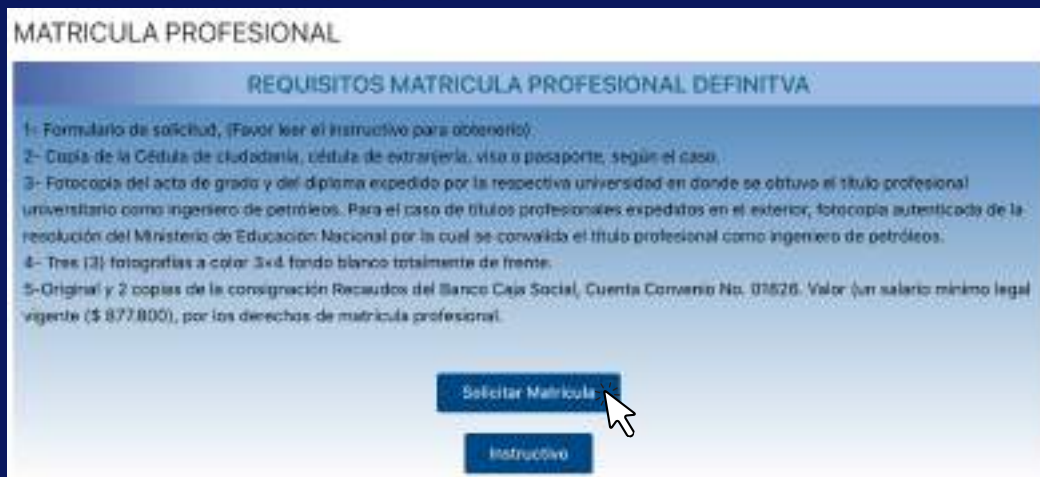 MATRICULA PROFESIONAL
REQUISITOS MATRICULA PROFESIONAL DEFINITVA
1- Formulario de solicitud, (Favor leer el instructivo para obtenerlo)
2- Copia de la Cédula de ciudadanía, cédula de extranjería, visa o pasaporte, según el caso.
3- Fotocopia del acta de grado y del diploma expedido por la respectiva universidad en donde se obtuvo el título profesional
universitario como ingeniero de petróleos. Para el caso de títulos profesionales expedidos en el exterior, fotocopia autenticada de la
resolución del Ministerio de Educación Nacional por la cual se convalida el título profesional como ingeniero de petróleos.
4- Tres (3) fotografías a color 3×4 fondo blanco totalmente de frente.
5-Original y 2 copias de la consignación Recaudos del Banco Caja Social, Cuenta Convenio No. 01626. Valor (un salario mínimo legal
vigente ($ 877.800), por los derechos de matrícula profesional.
Solicitar Matricula
Instructivo